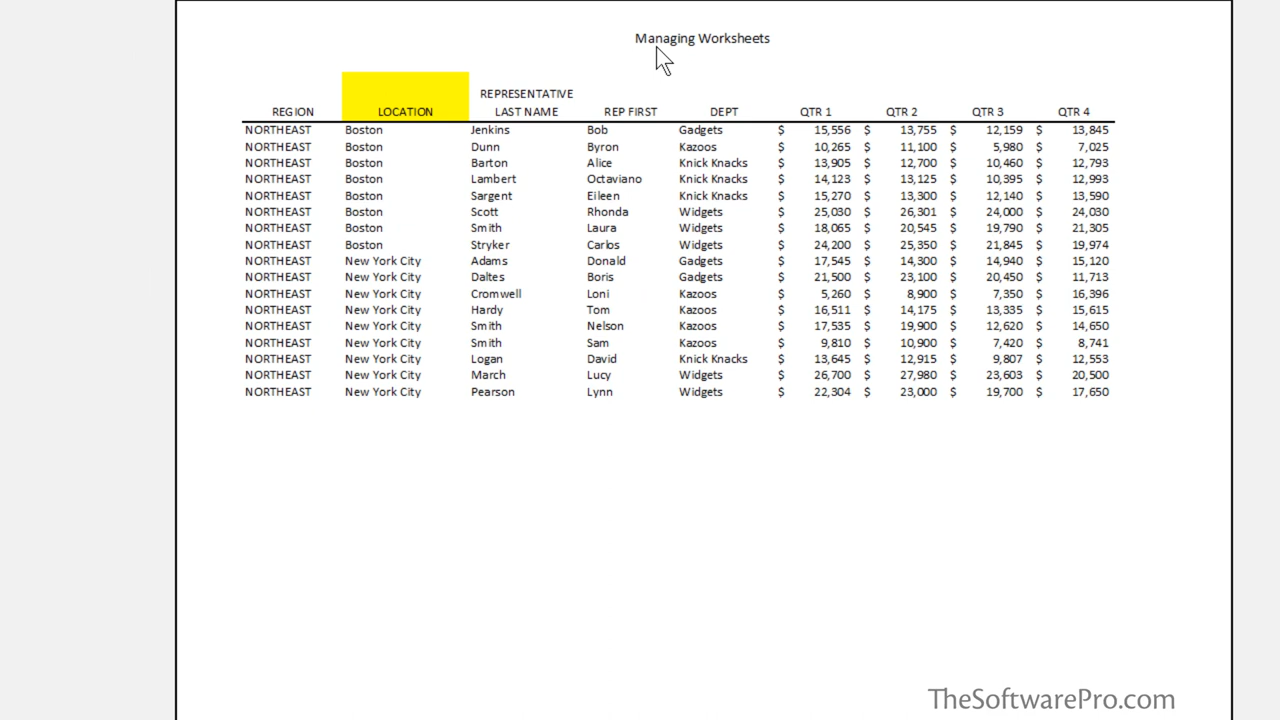 Managing Worksheets
REPRESENTATIVE
REGION LOCATION LAST NAME REP FIRST DEPT QTR 1 QTR 2 QTR 3 QTR 4
NORTHEAST Boston Jenkins Bob Gadgets $ 15,556 $ 13,755 $ 12,159 $ 13,845
NORTHEAST Boston Dunn Byron Kazoos $ 10,265 $ 11,100 $ 5,980 $ 7,025
NORTHEAST Boston Barton Alice Knick Knacks $ 13,905 $ 12,700 $ 10,460 $ 12,793
NORTHEAST Boston Lambert Octaviano Knick Knacks $ 14,123 $ 13,125 $ 10,395 $ 12,993
NORTHEAST Boston Sargent Eileen Knick Knacks $ 15,270 $ 13,300 $ 12,140 $ 13,590
NORTHEAST Boston Scott Rhonda Widgets $ 25,030 $ 26,301 $ 24,000 $ 24,030
NORTHEAST Boston Smith Laura Widgets $ 18,065 $ 20,545 $ 19,790 $ 21,305
NORTHEAST Boston Stryker Carlos Widgets $ 24,200 $ 25,350 $ 21,845 $ 19,974
NORTHEAST New York City Adams Donald Gadgets $ 17,545 $ 14,300 $ 14,940 $ 15,120
NORTHEAST New York City Daltes Boris Gadgets $ 21,500 $ 23,100 $ 20,450 $ 11,713
NORTHEAST New York City Cromwell Loni Kazoos $ 5,260 $ 8,900 $ 7,350 $ 16,396
NORTHEAST New York City Hardy Tom Kazoos $ 16,511 $ 14,175 $ 13,335 $ 15,615
NORTHEAST New York City Smith Nelson Kazoos $ 17,535 $ 19,900 $ 12,620 $ 14,650
NORTHEAST New York City Smith Sam Kazoos $ 9,810 $ 10,900 $ 7,420 $ 8,741
NORTHEAST New York City Logan David Knick Knacks $ 13,645 $ 12,915 $ 9,807 $ 12,553
NORTHEAST New York City March Lucy Widgets $ 26,700 $ 27,980 $ 23,603 $ 20,500
NORTHEAST New York City Pearson Lynn Widgets $ 22,304 $ 23,000 $ 19,700 $ 17,650
TheSoftwarePro.com